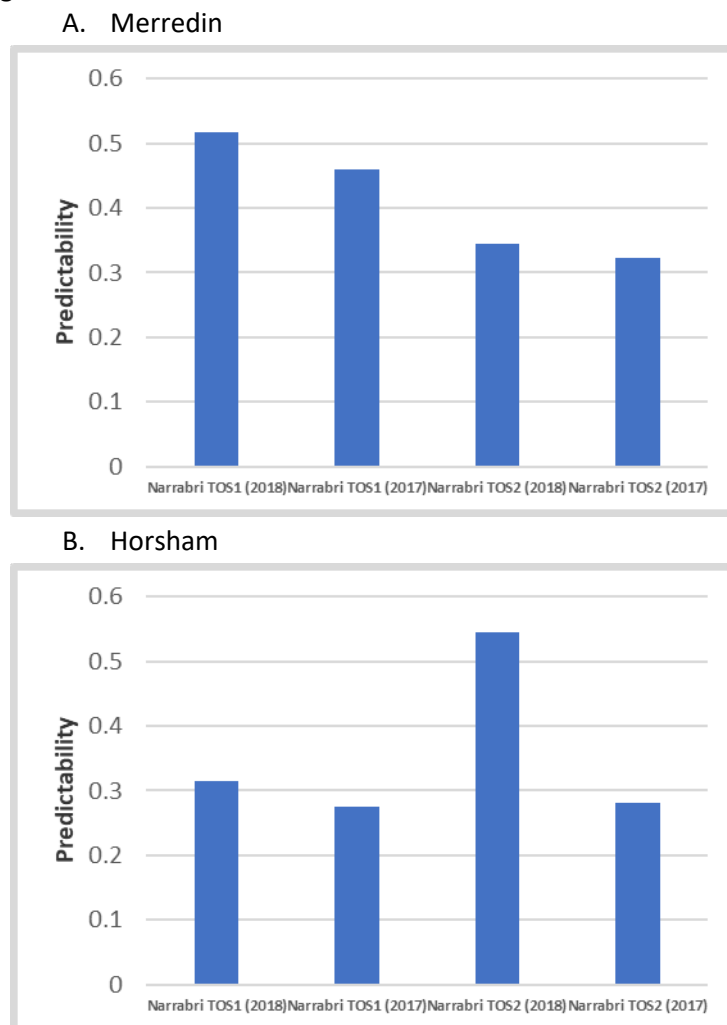 A. Merredin
0.6
0.5
0.4
0.3
0.2
0.1
0
Predictability
Narrabri TOS1 (2018) Narrabri TOS1 (2017) Narrabri TOS2 (2018) Narrabri TOS2 (2017)
B. Horsham
0.6
0.5
0.4
0.3
0.2
0.1
0
Predictability
Narrabri TOS1 (2018) Narrabri TOS1 (2017) Narrabri TOS2 (2018) Narrabri TOS2 (2017)